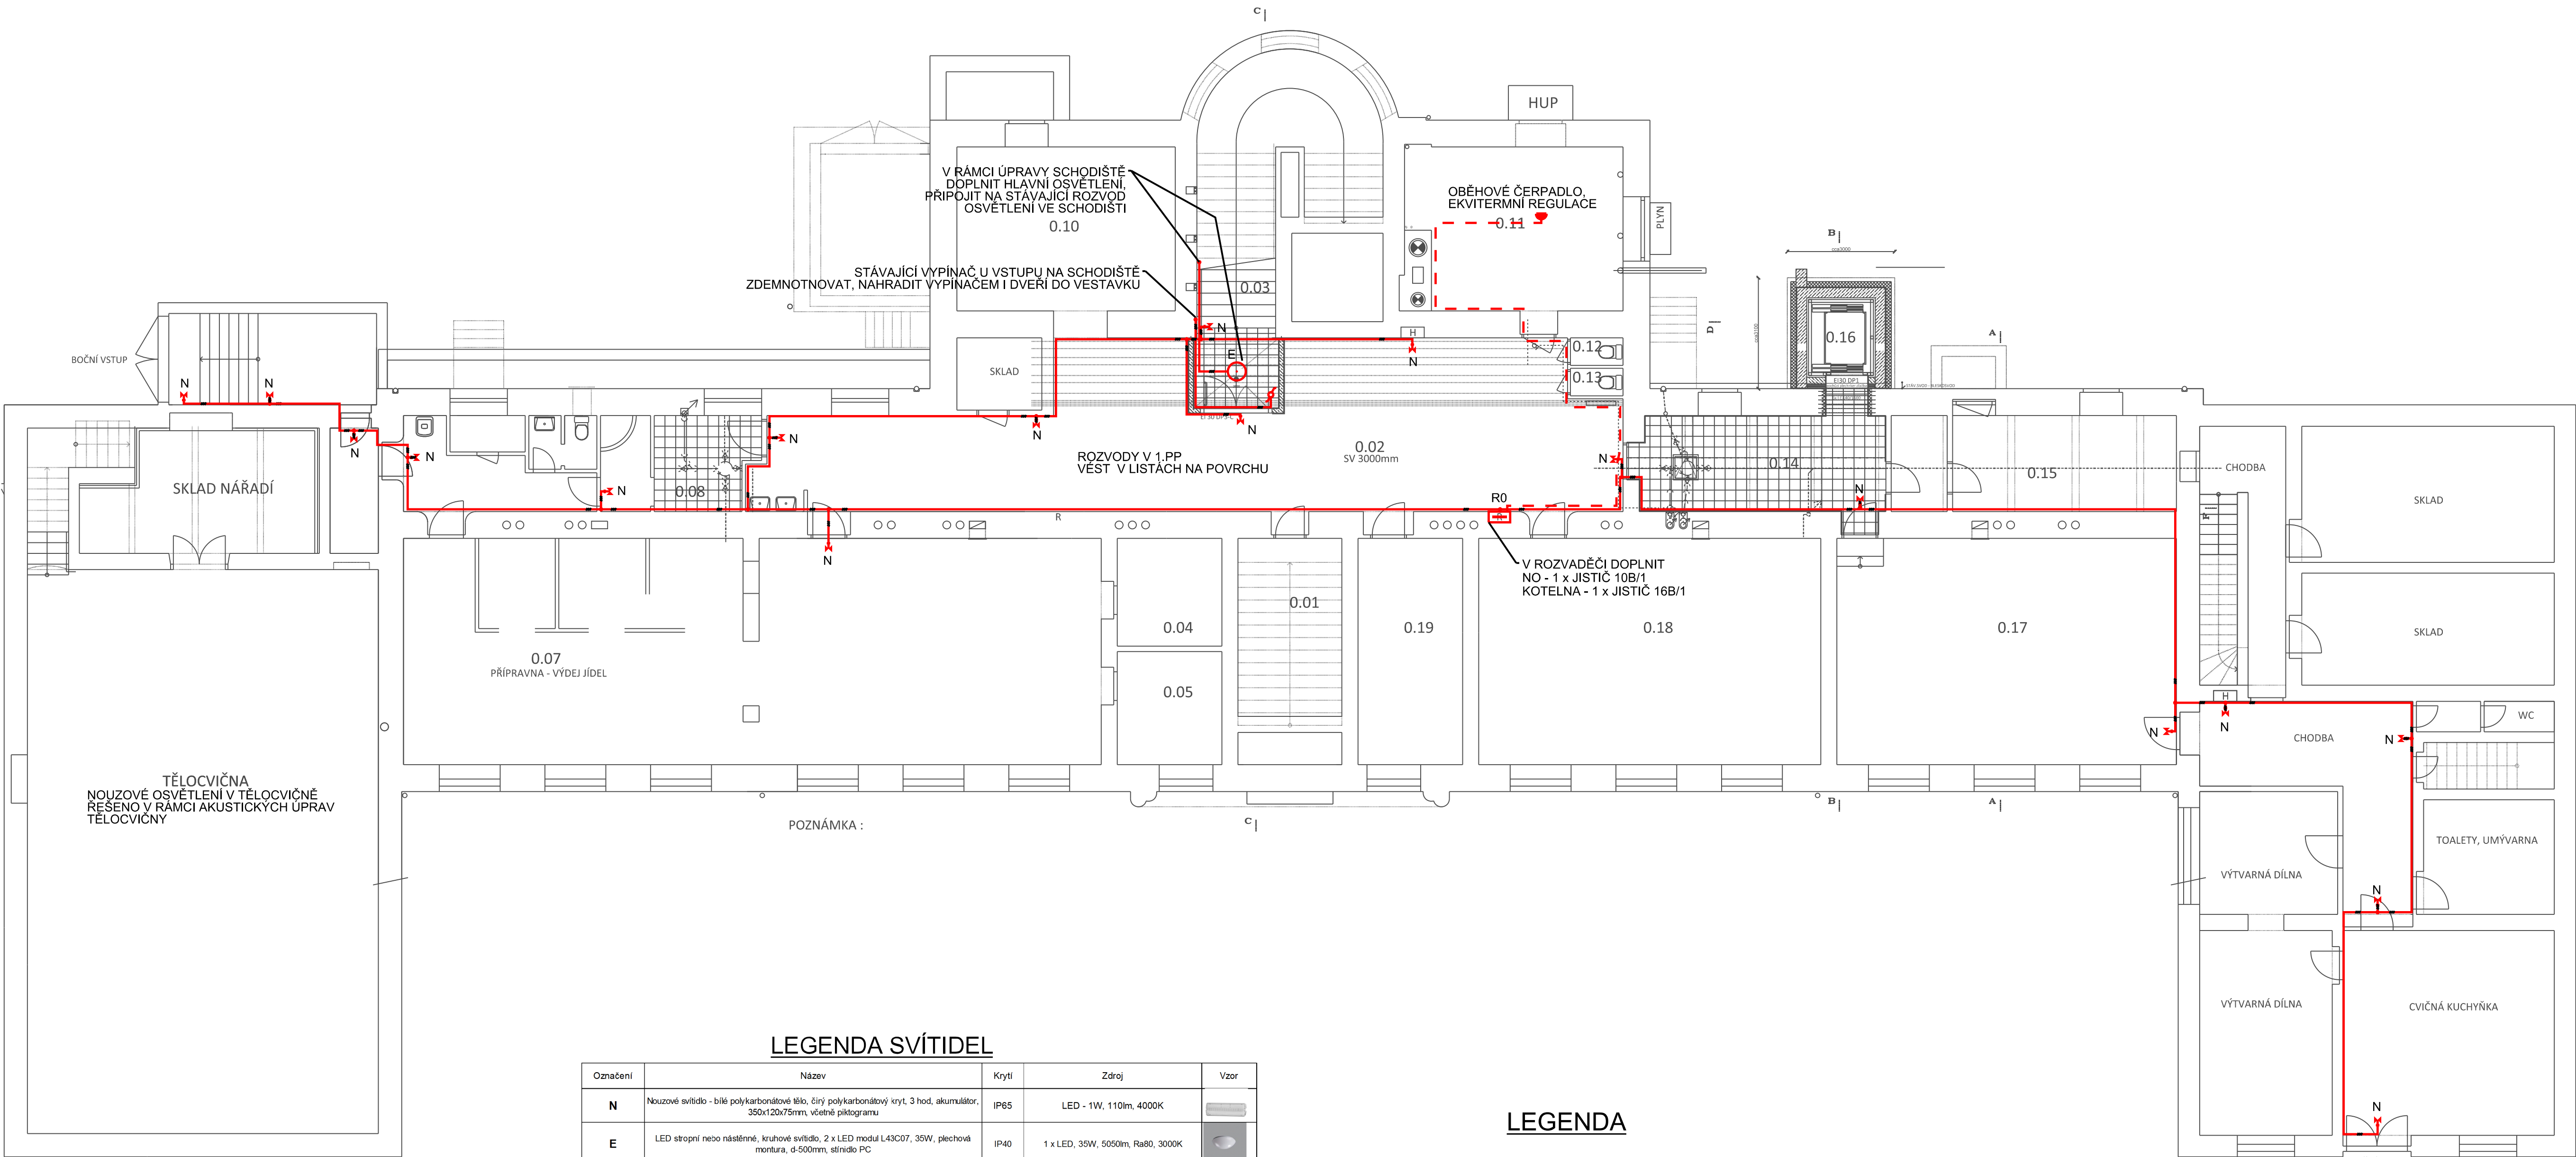 C
HUP
V RÁMCI ÚPRAVY SCHODIŠTĚ
DOPLNIT HLAVNÍ OSVĚTLENÍ,
PŘIPOJIT NA STÁVAJÍCÍ ROZVOD
OSVĚTLENÍ VE SCHODIŠTI
0.10
OBĚHOVÉ ČERPADLO,
EKVITERMNÍ REGULACE
0.11
PLYN
B
cca3000
STÁVAJÍCÍ VYPÍNAČ U VSTUPU NA SCHODIŠTĚ
ZDEMNOTNOVAT, NAHRADIT VYPÍNAČEM I DVEŘÍ DO VESTAVKU
0.03
D
N
H
A
0.16
BOČNÍ VSTUP
E
N
0.12
SKLAD
0.13
EI30 DP1
N
N
N
N
N
N
N
0.02
SV 3000mm
ROZVODY V 1.PP
VÉST V LISTÁCH NA POVRCHU
N
N
0.14
0.15
CHODBA
SKLAD NÁŘADÍ
N
0.08
R0
N
SKLAD
R
F
N
V ROZVADĚČI DOPLNIT
NO - 1 x JISTIČ 10B/1
KOTELNA - 1 x JISTIČ 16B/1
0.01
0.04
0.19
0.18
0.17
SKLAD
0.07
PŘÍPRAVNA - VÝDEJ JÍDEL
0.05
H
WC
N
N
CHODBA
N
TĚLOCVIČNA
NOUZOVÉ OSVĚTLENÍ V TĚLOCVIČNĚ
ŘEŠENO V RÁMCI AKUSTICKÝCH ÚPRAV
TĚLOCVIČNY
POZNÁMKA :
C
B
A
TOALETY, UMÝVARNA
VÝTVARNÁ DÍLNA
N
VÝTVARNÁ DÍLNA
CVIČNÁ KUCHYŇKA
N
LEGENDA SVÍTIDEL
Označení Název Krytí Zdroj Vzor
N Nouzové svítidlo - bílé polykarbonátové tělo, čirý polykarbonátový kryt, 3 hod, akumulátor, IP65 LED - 1W, 110lm, 4000K
350x120x75mm, včetně piktogramu
E LED stropní nebo nástěnné, kruhové svítidlo, 2 x LED modul L43C07, 35W, plechová IP40 1 x LED, 35W, 5050lm, Ra80, 3000K
montura, d-500mm, stínidlo PC
LEGENDA